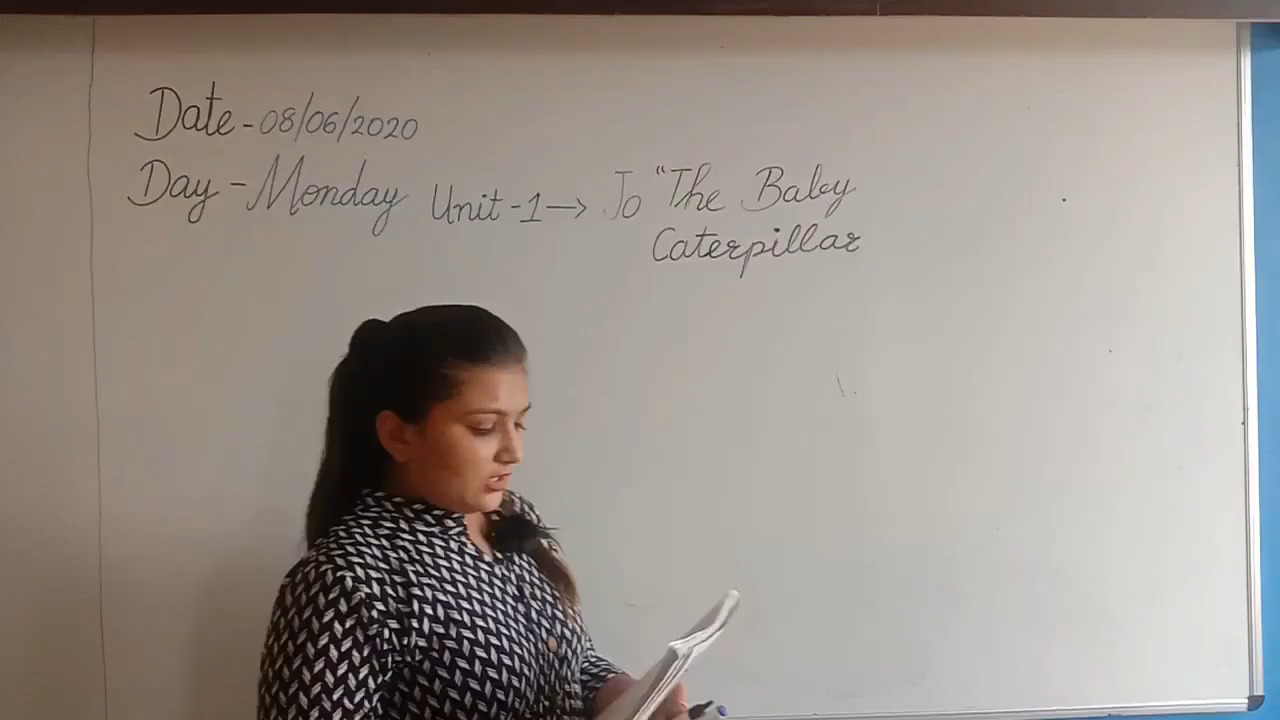 Date - 08/06/2020
Day - Monday Unit - 1 → Jo "The Baby
Caterpillar